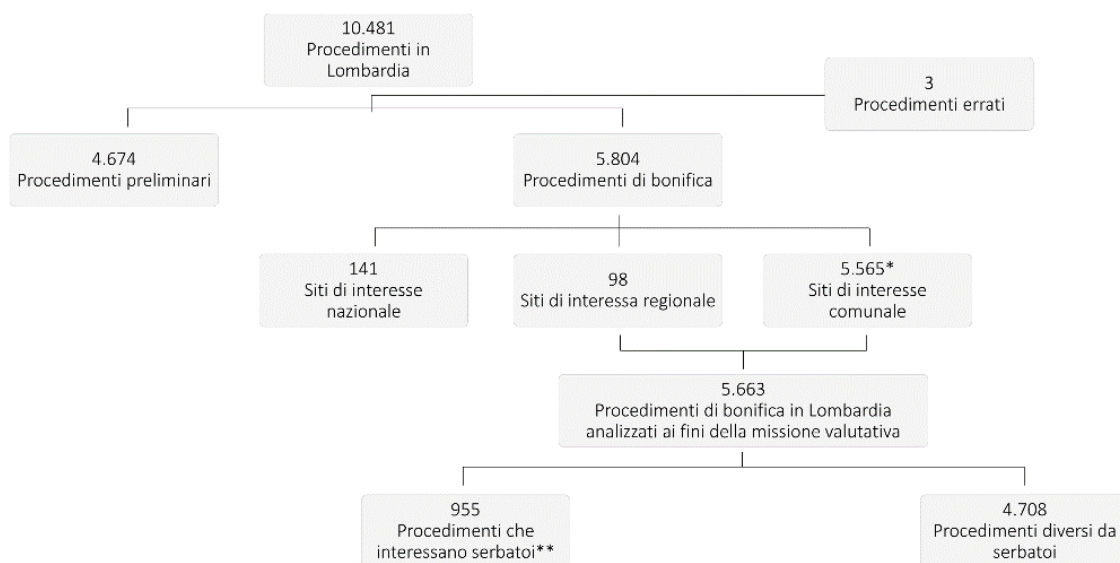 10.481
Procedimenti in
Lombardia
3
Procedimenti errati
4.674
Procedimenti preliminari
5.804
Procedimenti di bonifica
141
Siti di interesse
nazionale
98
Siti di interessa regionale
5.565*
Siti di interesse
comunale
5.663
Procedimenti di bonifica in Lombardia
analizzati ai fini della missione valutativa
955
Procedimenti che
interessano serbatoi**
4.708
Procedimenti diversi da
serbatoi